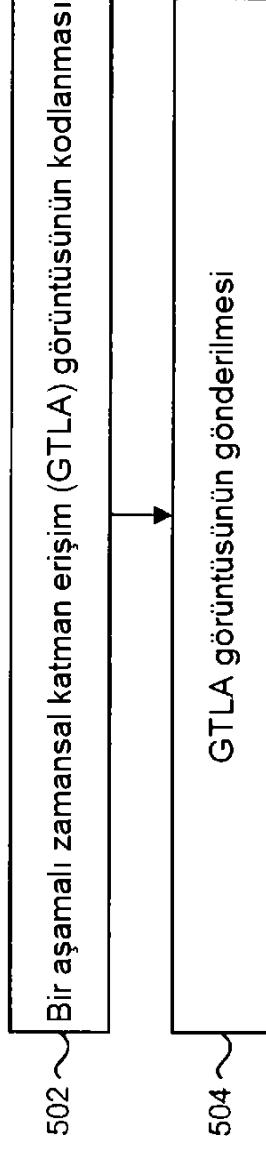 502
Bir aşamalı zamansal katman erişim (GTLA) görüntüsünün kodlanması
504
GTLA görüntüsünün gönderilmesi